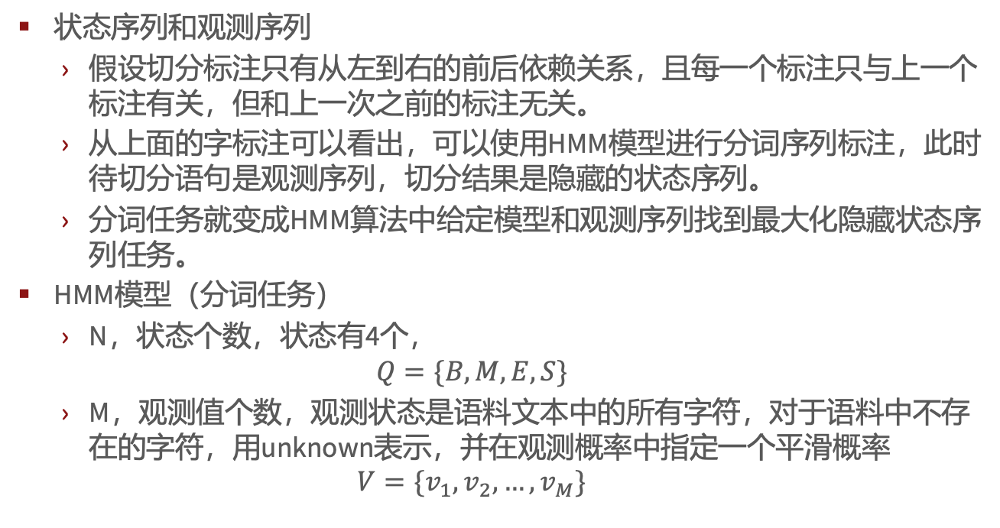 ▪ 状态序列和观测序列
› 假设切分标注只有从左到右的前后依赖关系，且每一个标注只与上一个
标注有关，但和上一次之前的标注无关。
› 从上面的字标注可以看出，可以使用HMM模型进行分词序列标注，此时
待切分语句是观测序列，切分结果是隐藏的状态序列。
› 分词任务就变成HMM算法中给定模型和观测序列找到最大化隐藏状态序
列任务。
▪ HMM模型（分词任务）
› N，状态个数，状态有4个，
Q = {B, M, E, S}
› M，观测值个数，观测状态是语料文本中的所有字符，对于语料中不存
在的字符，用unknown表示，并在观测概率中指定一个平滑概率
V = {v₁, v₂, … , v_M}